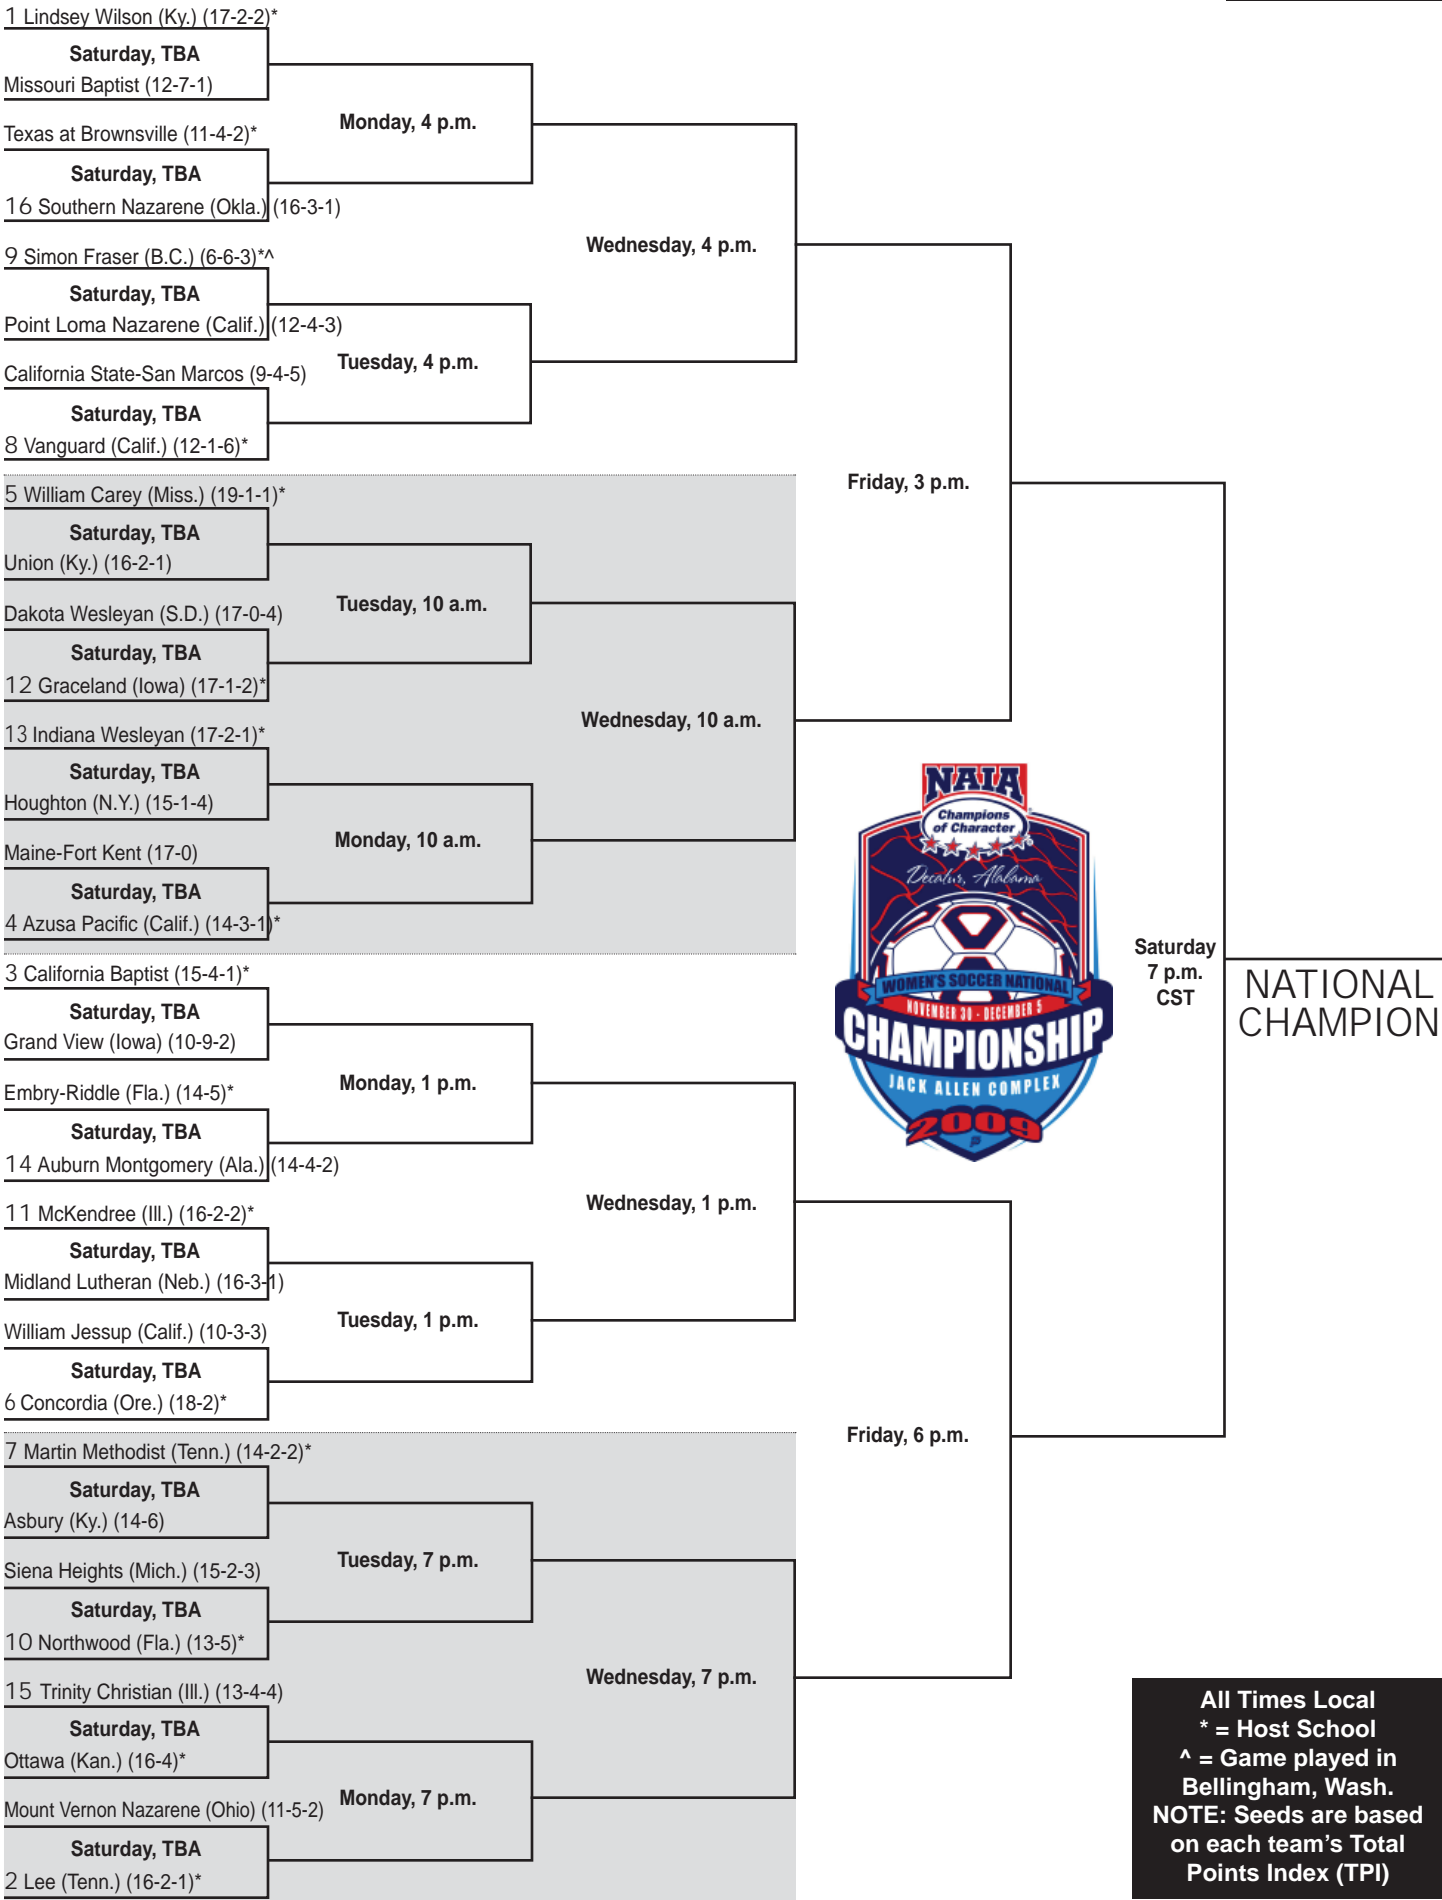 1 Lindsey Wilson (Ky.) (17-2-2)*
Saturday, TBA
Missouri Baptist (12-7-1)
Monday, 4 p.m.
Texas at Brownsville (11-4-2)*
Saturday, TBA
16 Southern Nazarene (Okla.) (16-3-1)
Wednesday, 4 p.m.
9 Simon Fraser (B.C.) (6-6-3)*^
Saturday, TBA
Point Loma Nazarene (Calif.) (12-4-3)
Tuesday, 4 p.m.
California State-San Marcos (9-4-5)
Saturday, TBA
8 Vanguard (Calif.) (12-1-6)*
Friday, 3 p.m.
5 William Carey (Miss.) (19-1-1)*
Saturday, TBA
Union (Ky.) (16-2-1)
Tuesday, 10 a.m.
Dakota Wesleyan (S.D.) (17-0-4)
Saturday, TBA
12 Graceland (Iowa) (17-1-2)*
Wednesday, 10 a.m.
13 Indiana Wesleyan (17-2-1)*
Saturday, TBA
Houghton (N.Y.) (15-1-4)
Monday, 10 a.m.
Maine-Fort Kent (17-0)
Saturday, TBA
4 Azusa Pacific (Calif.) (14-3-1)*
NAIA
Champions
of Character
Decatur, Alabama
WOMEN'S SOCCER NATIONAL
NOVEMBER 30 - DECEMBER 5
CHAMPIONSHIP
JACK ALLEN COMPLEX
2009
Saturday
7 p.m.
CST
NATIONAL
CHAMPION
3 California Baptist (15-4-1)*
Saturday, TBA
Grand View (Iowa) (10-9-2)
Monday, 1 p.m.
Embry-Riddle (Fla.) (14-5)*
Saturday, TBA
14 Auburn Montgomery (Ala.) (14-4-2)
Wednesday, 1 p.m.
11 McKendree (Ill.) (16-2-2)*
Saturday, TBA
Midland Lutheran (Neb.) (16-3-1)
Tuesday, 1 p.m.
William Jessup (Calif.) (10-3-3)
Saturday, TBA
6 Concordia (Ore.) (18-2)*
Friday, 6 p.m.
7 Martin Methodist (Tenn.) (14-2-2)*
Saturday, TBA
Asbury (Ky.) (14-6)
Tuesday, 7 p.m.
Siena Heights (Mich.) (15-2-3)
Saturday, TBA
10 Northwood (Fla.) (13-5)*
Wednesday, 7 p.m.
15 Trinity Christian (Ill.) (13-4-4)
Saturday, TBA
Ottawa (Kan.) (16-4)*
Monday, 7 p.m.
Mount Vernon Nazarene (Ohio) (11-5-2)
Saturday, TBA
2 Lee (Tenn.) (16-2-1)*
All Times Local
* = Host School
^ = Game played in
Bellingham, Wash.
NOTE: Seeds are based
on each team's Total
Points Index (TPI)